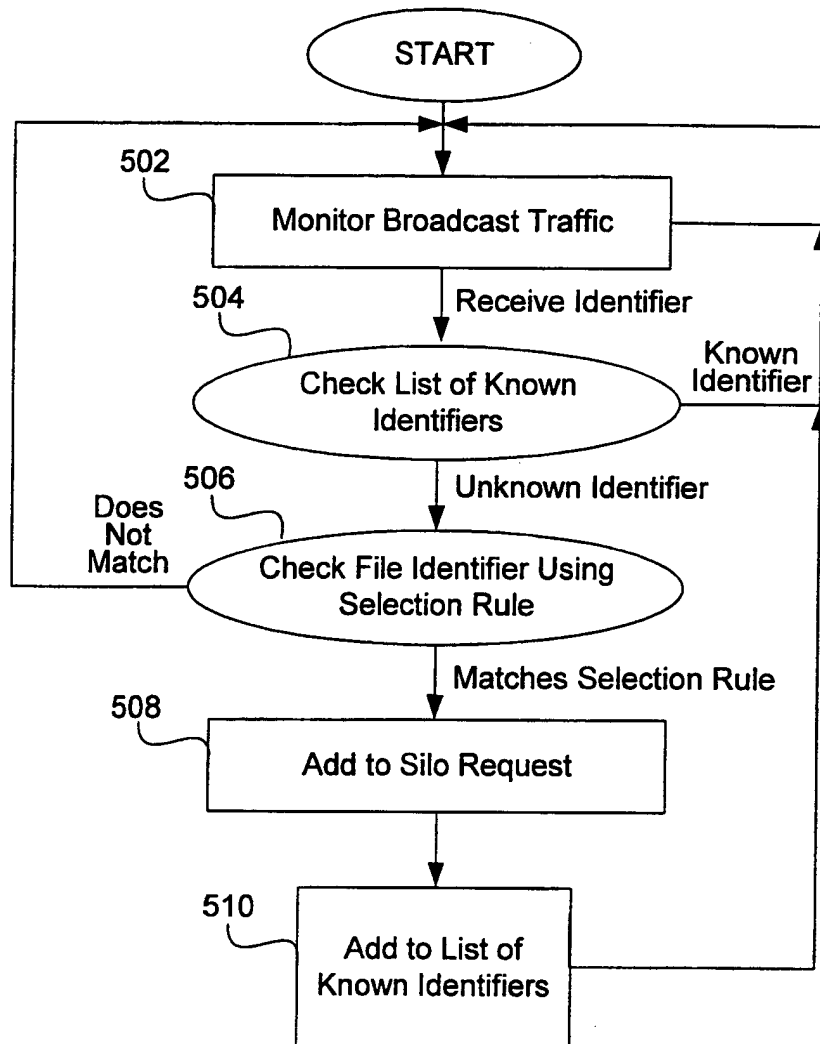 START
502
Monitor Broadcast Traffic
Receive Identifier
504
Known
Identifier
Check List of Known
Identifiers
Unknown Identifier
506
Does
Not
Match
Check File Identifier Using
Selection Rule
Matches Selection Rule
508
Add to Silo Request
510
Add to List of
Known Identifiers